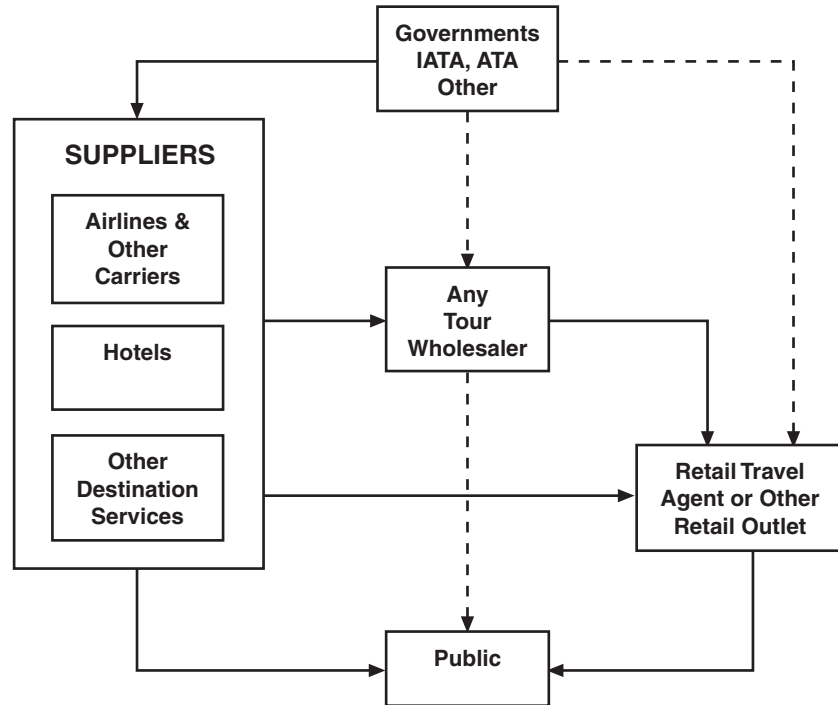 Governments
IATA, ATA
Other
SUPPLIERS
Airlines &
Other
Carriers
Hotels
Other
Destination
Services
Any
Tour
Wholesaler
Retail Travel
Agent or Other
Retail Outlet
Public